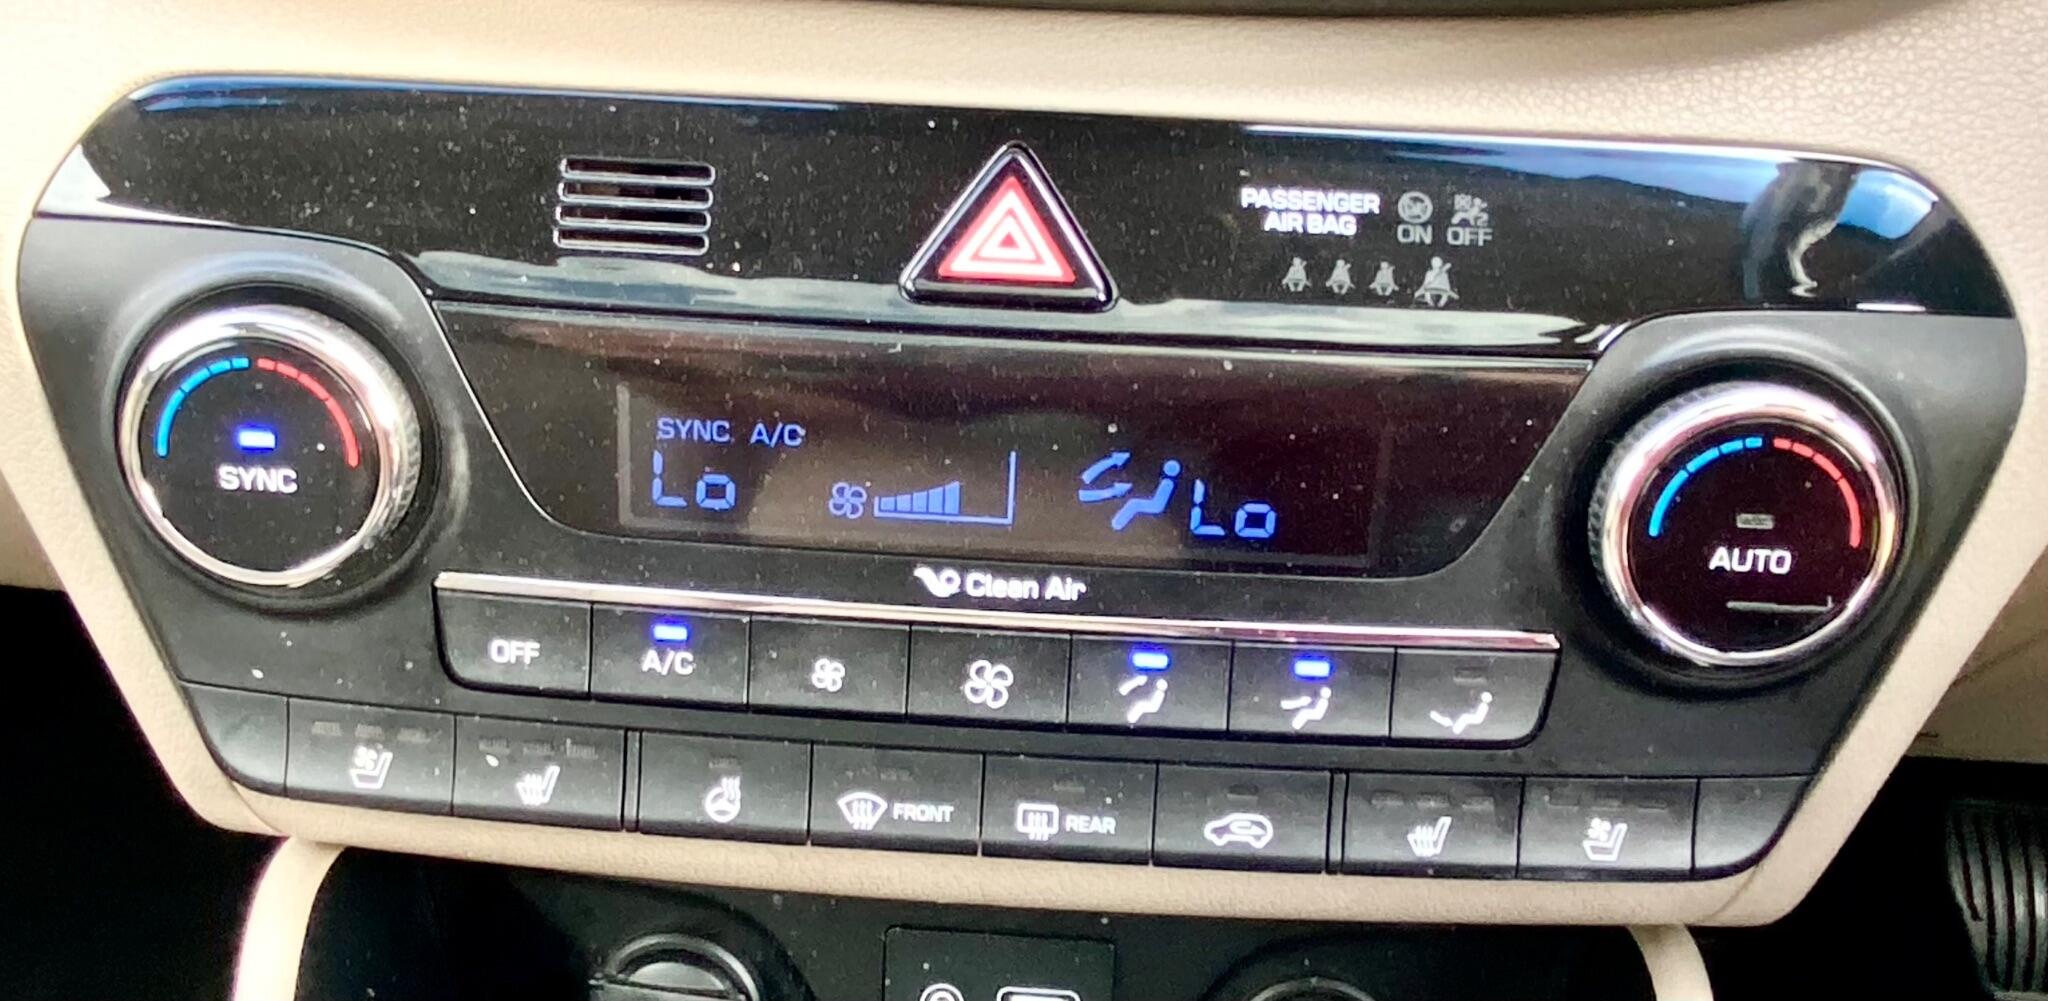 PASSENGER
AIR BAG
ON OFF
SYNC A/C
Lo Lo
SYNC
AUTO
Clean Air
OFF A/C
FRONT REAR